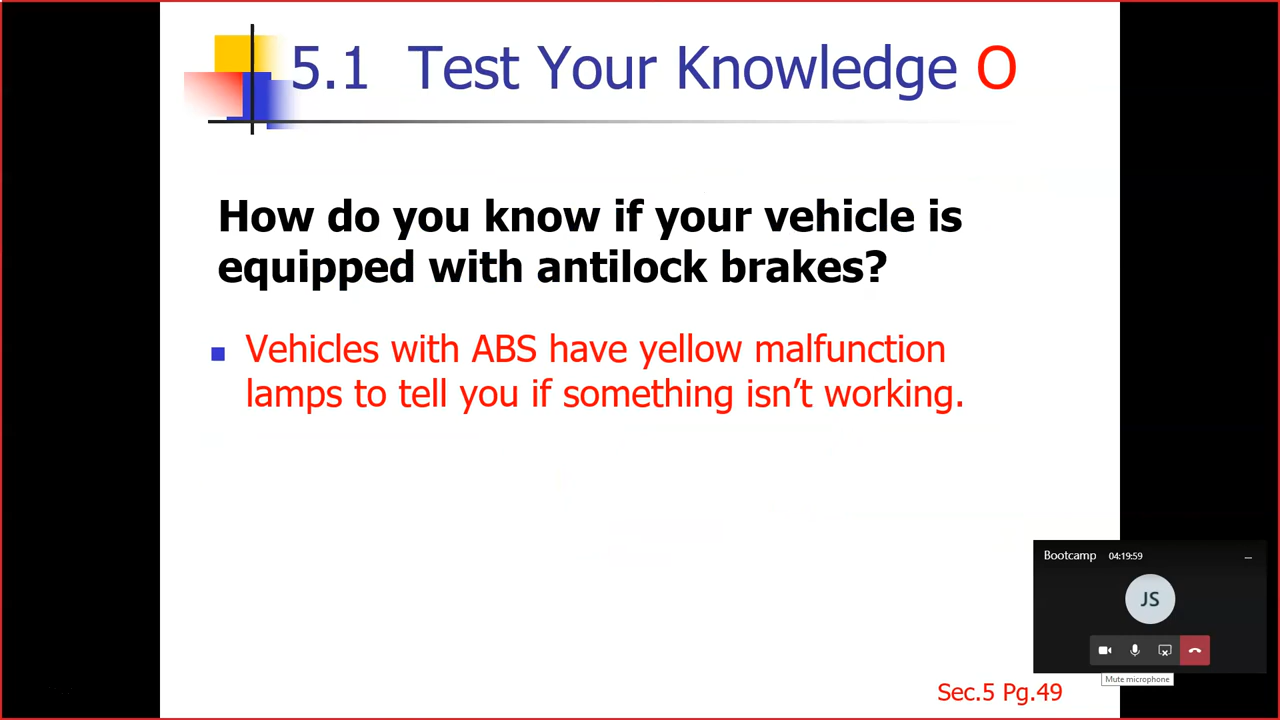 5.1 Test Your Knowledge O
How do you know if your vehicle is
equipped with antilock brakes?
Vehicles with ABS have yellow malfunction
lamps to tell you if something isn’t working.
Bootcamp 04:19:59
JS
Mute microphone
Sec.5 Pg.49